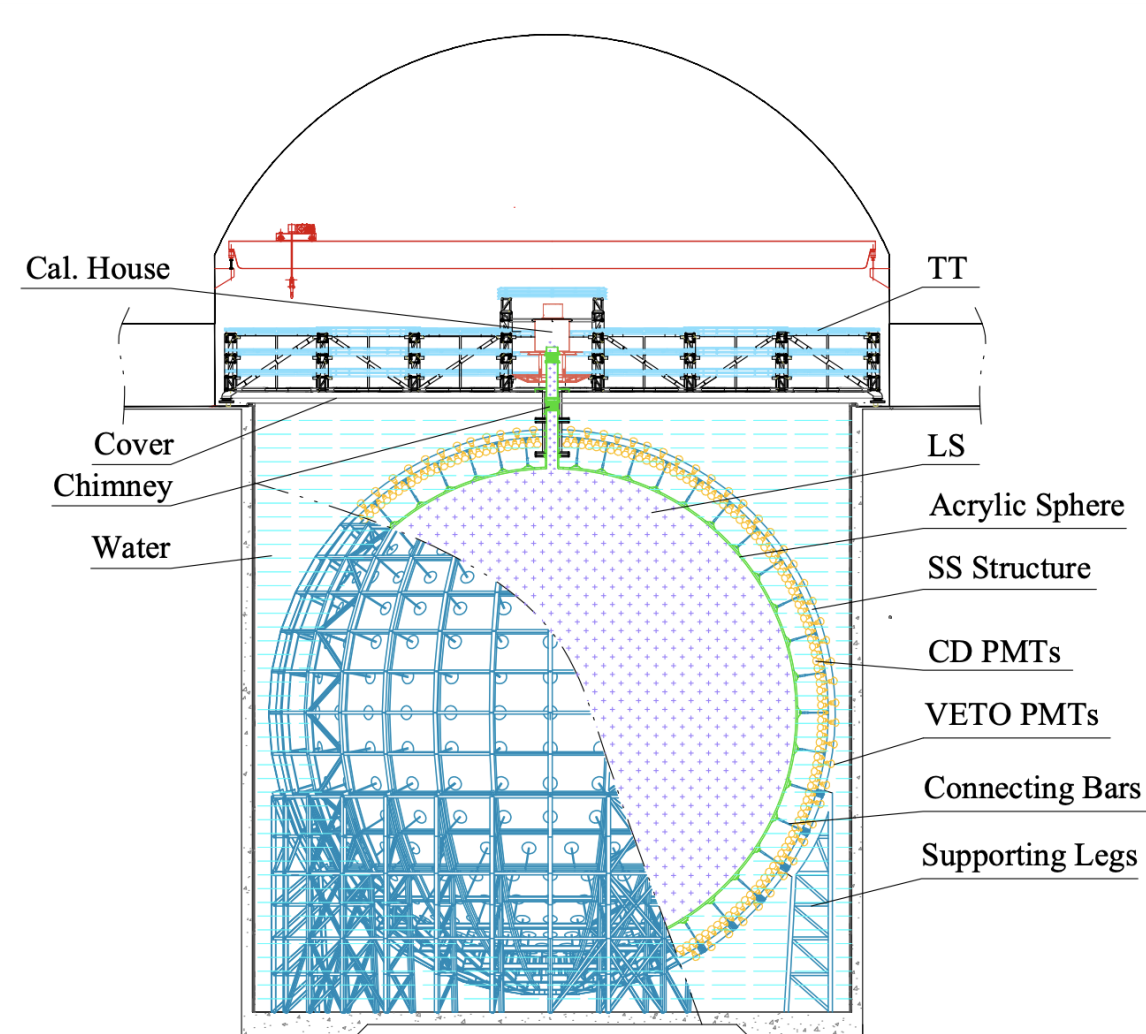 Cal. House
TT
Cover
Chimney
Water
LS
Acrylic Sphere
SS Structure
CD PMTs
VETO PMTs
Connecting Bars
Supporting Legs